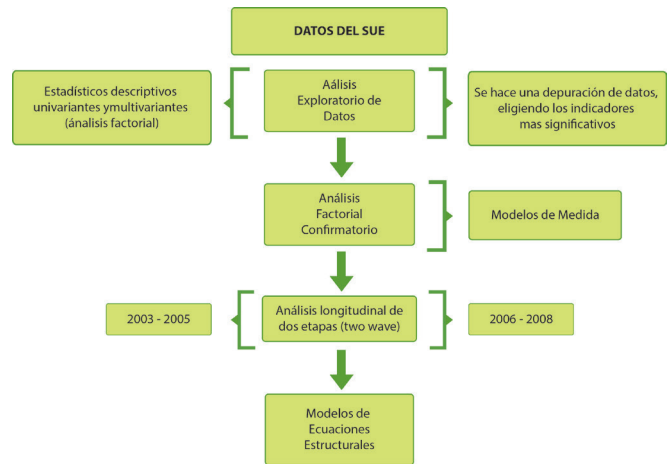 DATOS DEL SUE
Estadísticos descriptivos
univariantes ymultivariantes
(ánalisis factorial)
Aálisis
Exploratorio de
Datos
Se hace una depuración de datos,
eligiendo los indicadores
mas significativos
Análisis
Factorial
Confirmatorio
Modelos de Medida
2003 - 2005
Análisis longitudinal de
dos etapas (two wave)
2006 - 2008
Modelos de
Ecuaciones
Estructurales